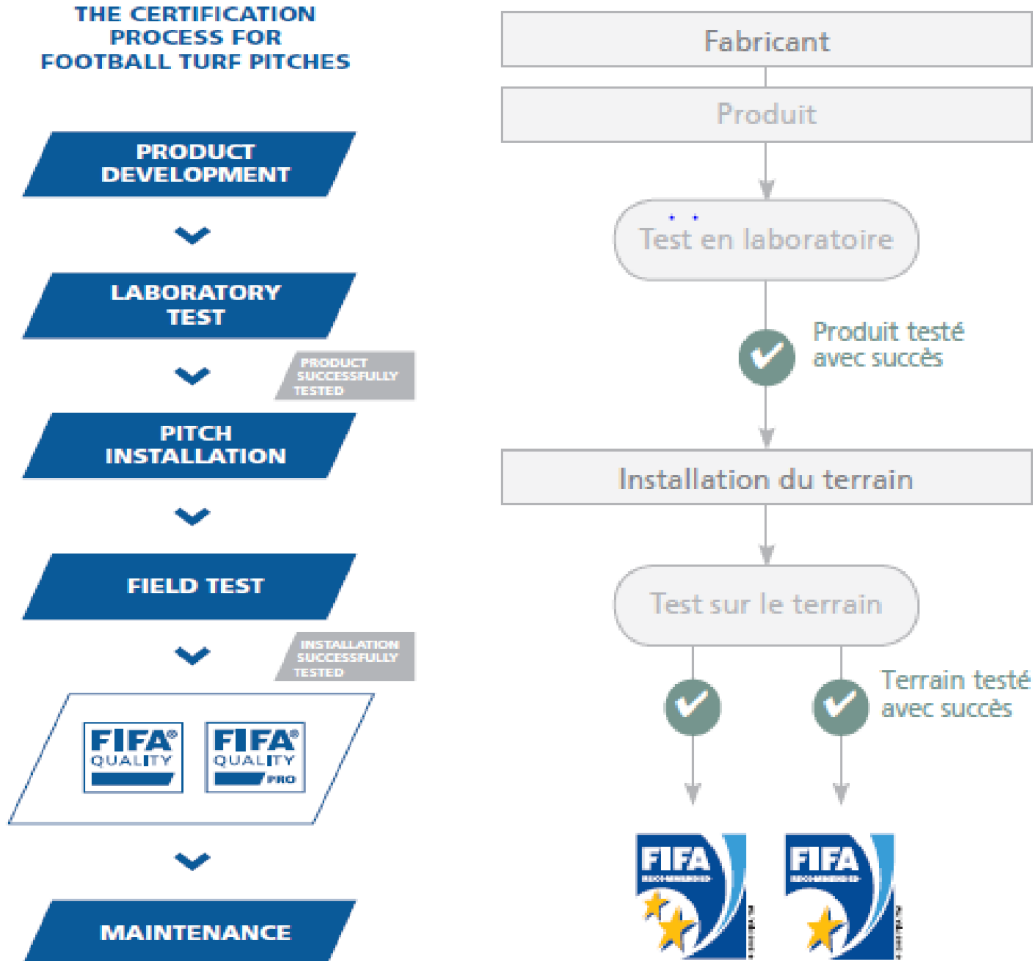 THE CERTIFICATION
PROCESS FOR
FOOTBALL TURF PITCHES
PRODUCT
DEVELOPMENT
LABORATORY
TEST
PRODUCT
SUCCESSFULLY
TESTED
PITCH
INSTALLATION
FIELD TEST
INSTALLATION
SUCCESSFULLY
TESTED
FIFA®
QUALITY
FIFA®
QUALITY
PRO
MAINTENANCE
Fabricant
Produit
Test en laboratoire
Produit testé
avec succès
Installation du terrain
Test sur le terrain
Terrain testé
avec succès
FIFA
RECOMMENDED
FIFA
RECOMMENDED